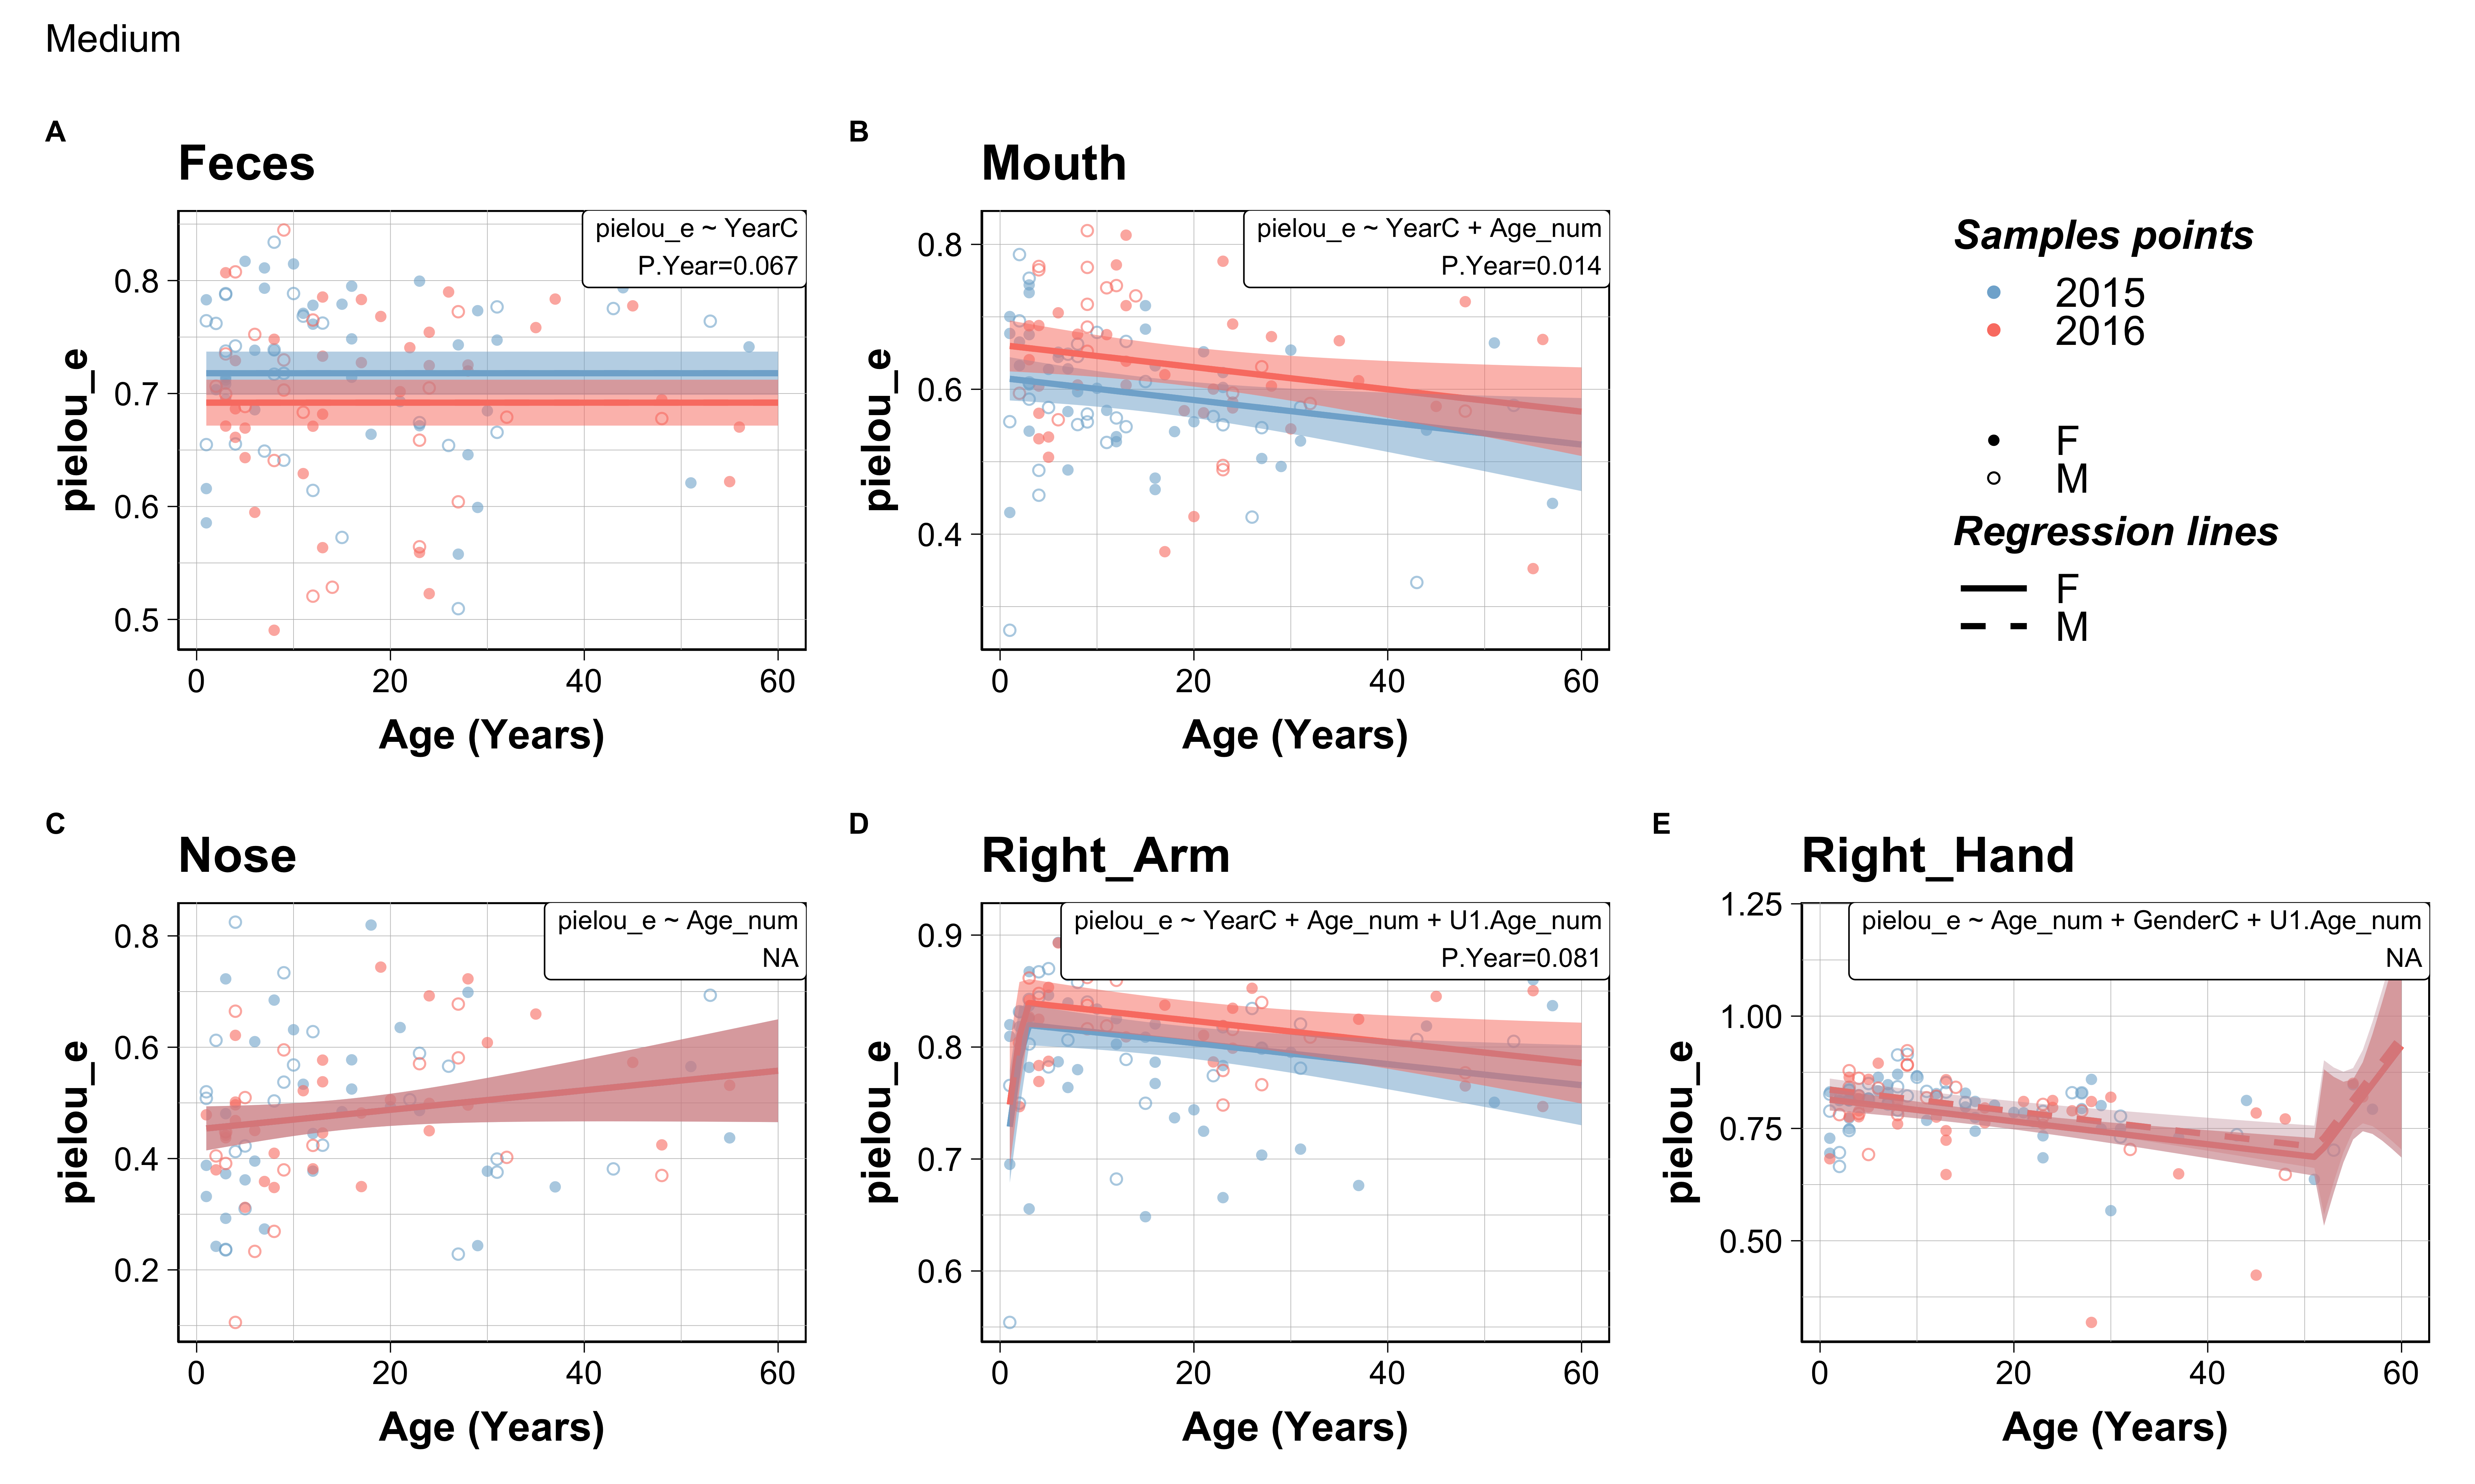 Medium
A
Feces
pielou_e ~ YearC
P.Year=0.067
pielou_e
0.8
0.7
0.6
0.5
0
20
40
60
Age (Years)
B
Mouth
pielou_e ~ YearC + Age_num
P.Year=0.014
pielou_e
0.8
0.6
0.4
0
20
40
60
Age (Years)
Samples points
2015
2016
F
M
Regression lines
F
M
C
Nose
pielou_e ~ Age_num
NA
pielou_e
0.8
0.6
0.4
0.2
0
20
40
60
Age (Years)
D
Right_Arm
pielou_e ~ YearC + Age_num + U1.Age_num
P.Year=0.081
pielou_e
0.9
0.8
0.7
0.6
0
20
40
60
Age (Years)
E
Right_Hand
pielou_e ~ Age_num + GenderC + U1.Age_num
NA
pielou_e
1.25
1.00
0.75
0.50
0
20
40
60
Age (Years)